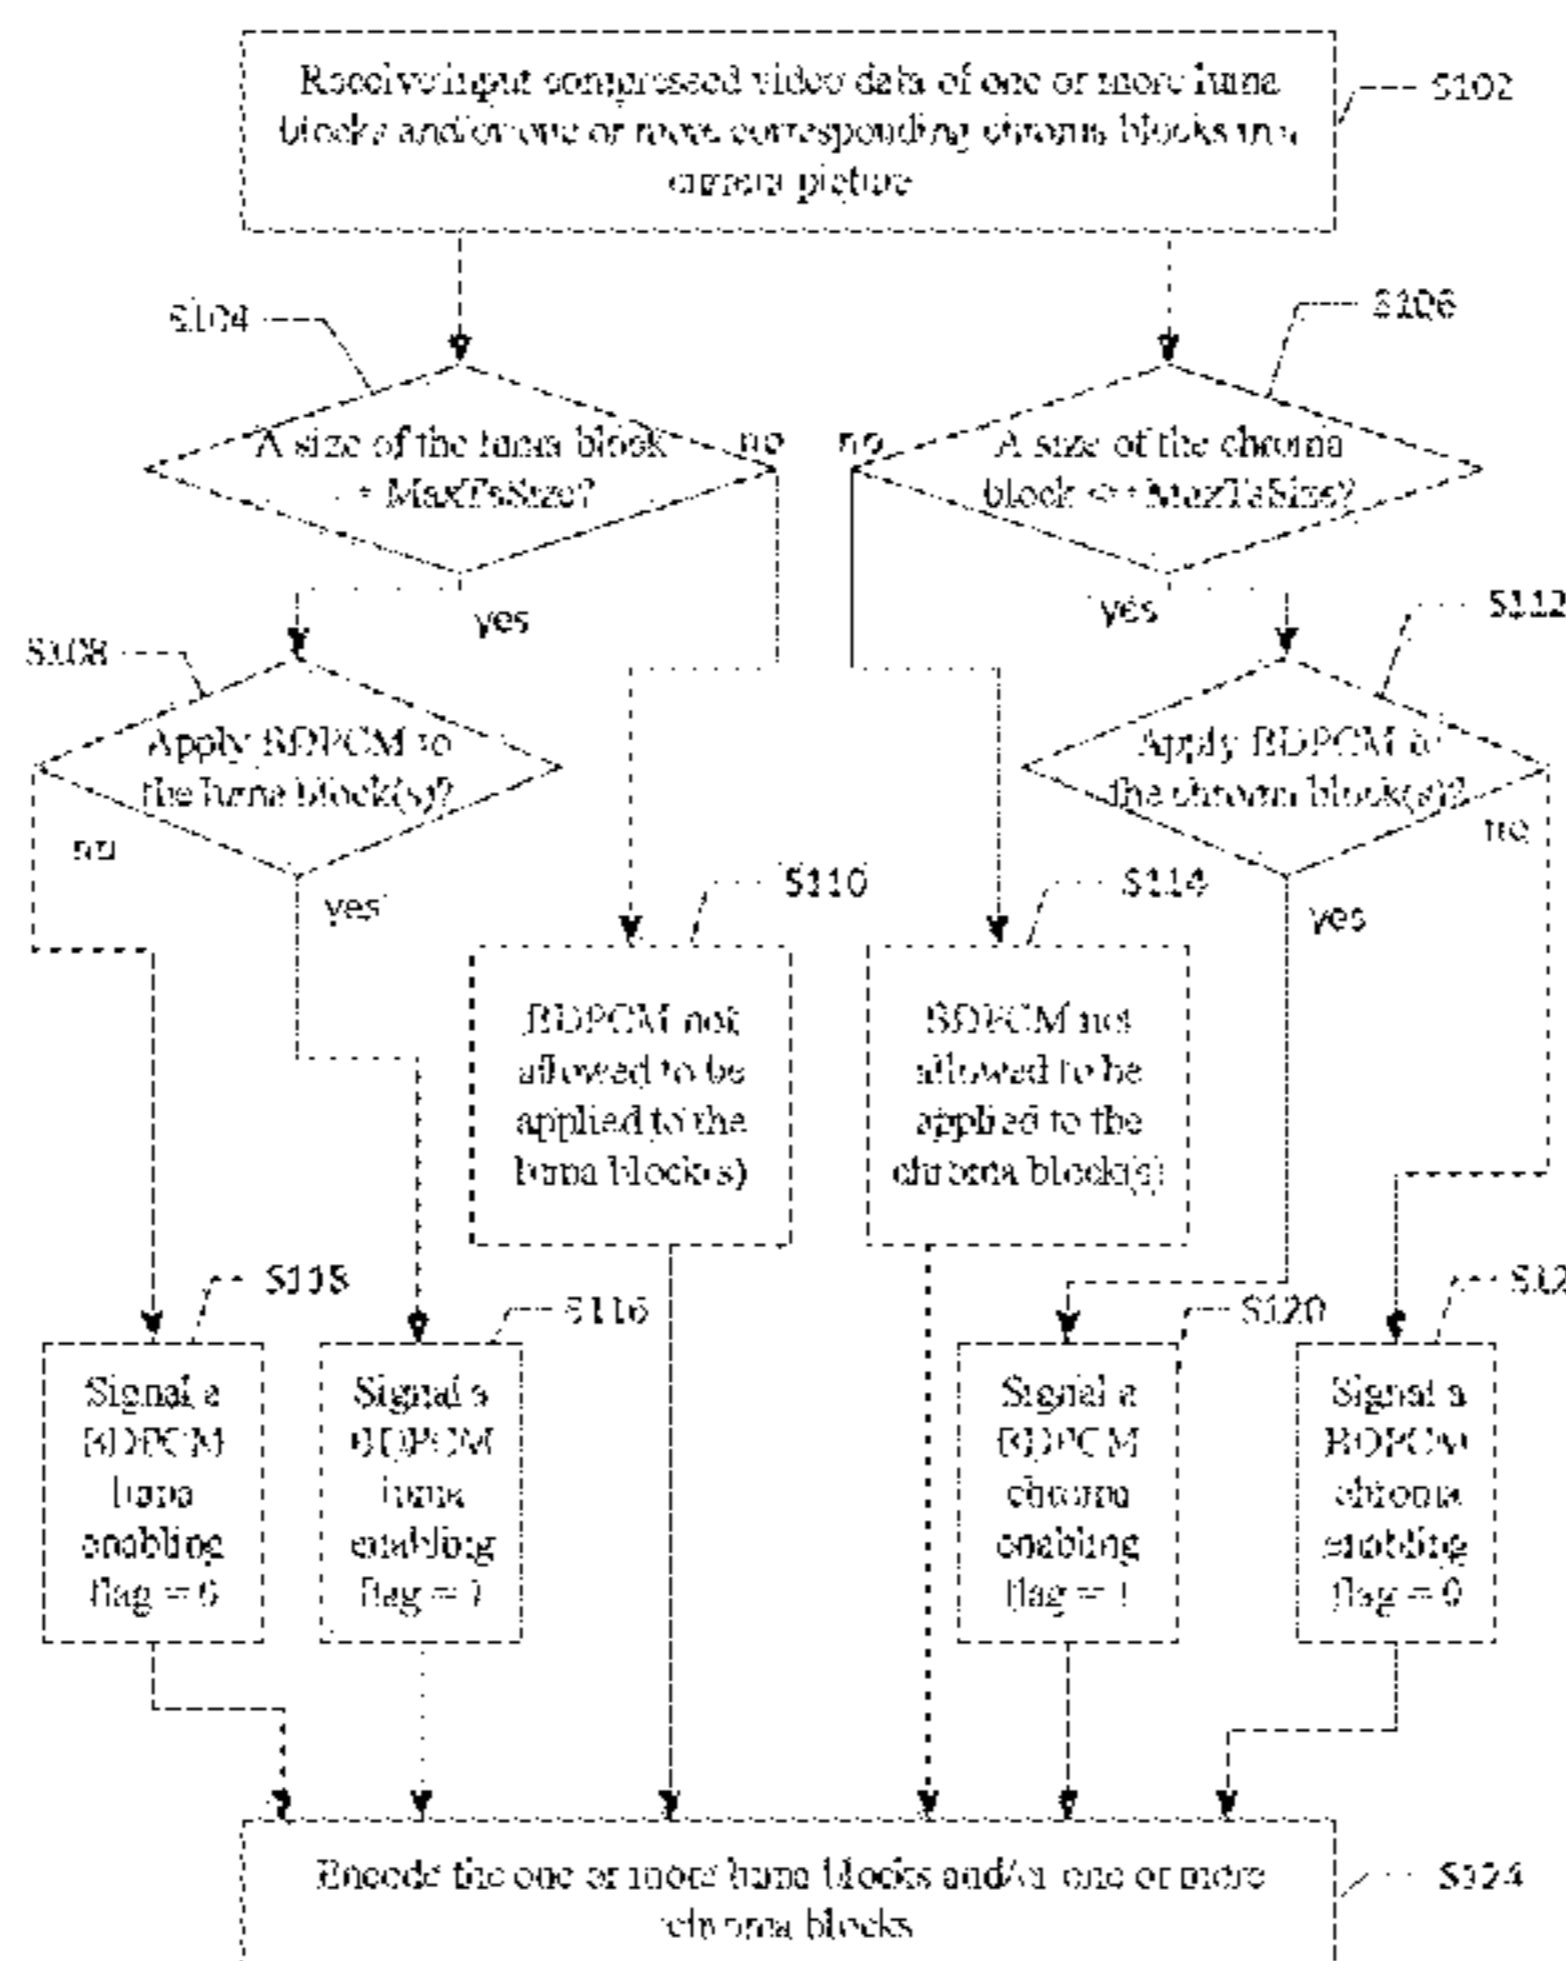 Receive input compressed video data of one or more luma
blocks and/or one or more corresponding chroma blocks in a
current picture
S102
S104
S106
A size of the luma block
MaxTsSize?
no
no
A size of the chroma
block <= MaxTsSize?
yes
yes
S108
S112
Apply BDPCM to
the luma block(s)?
Apply BDPCM to
the chroma block(s)?
no
no
yes
yes
S110
S114
BDPCM not
allowed to be
applied to the
luma block(s)
BDPCM not
allowed to be
applied to the
chroma block(s)
S118
S116
S120
S12
Signal a
BDPCM
luma
enabling
flag = 0
Signal a
BDPCM
luma
enabling
flag = 1
Signal a
BDPCM
chroma
enabling
flag = 1
Signal a
BDPCM
chroma
enabling
flag = 0
Encode the one or more luma blocks and/or one or more
chroma blocks
S124